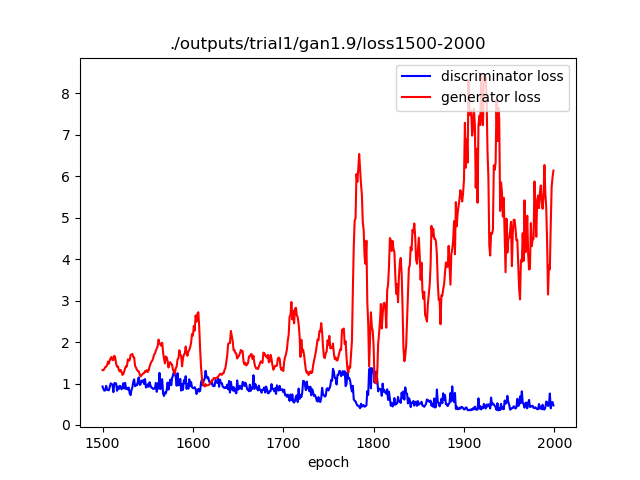 ./outputs/trial1/gan1.9/loss1500-2000
discriminator loss
generator loss
8
7
6
5
4
3
2
1
0
1500 1600 1700 1800 1900 2000
epoch